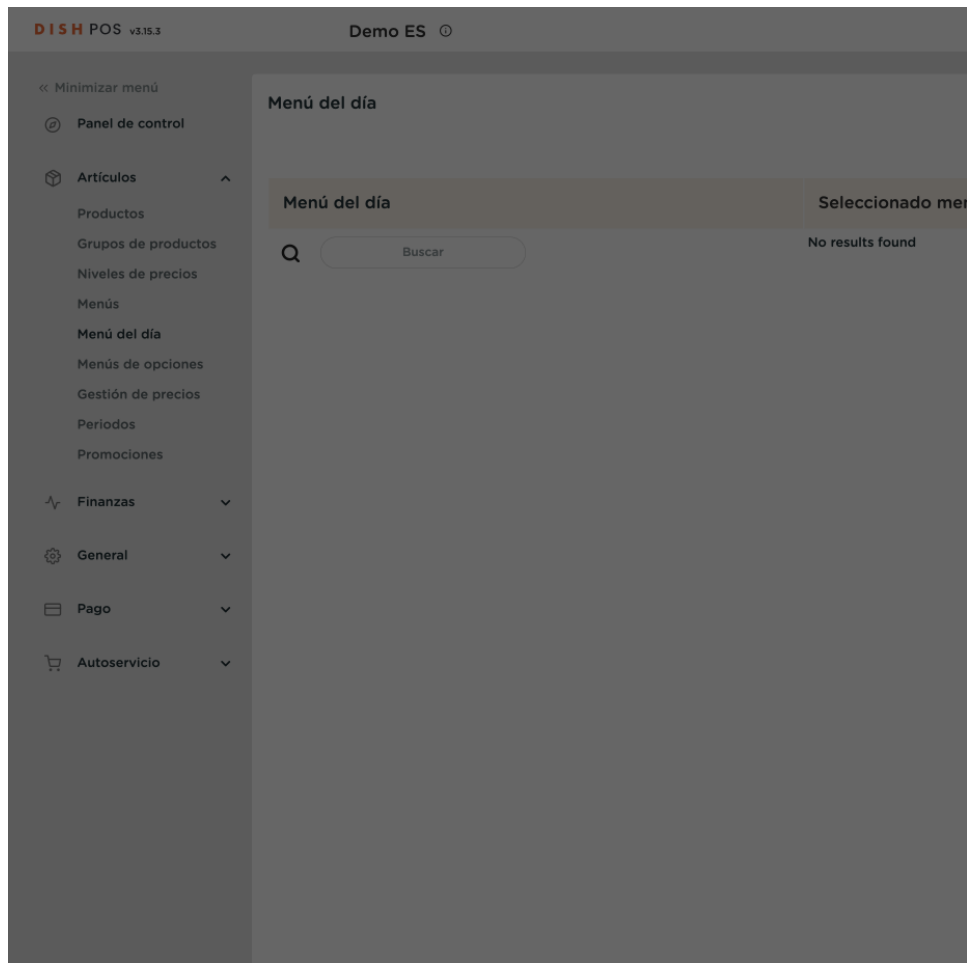 DISH POS v3.15.3
Demo ES
« Minimizar menú
Panel de control
Artículos
Productos
Grupos de productos
Niveles de precios
Menús
Menú del día
Menús de opciones
Gestión de precios
Periodos
Promociones
Finanzas
General
Pago
Autoservicio
Menú del día
Menú del día
Seleccionado mer
Buscar
No results found